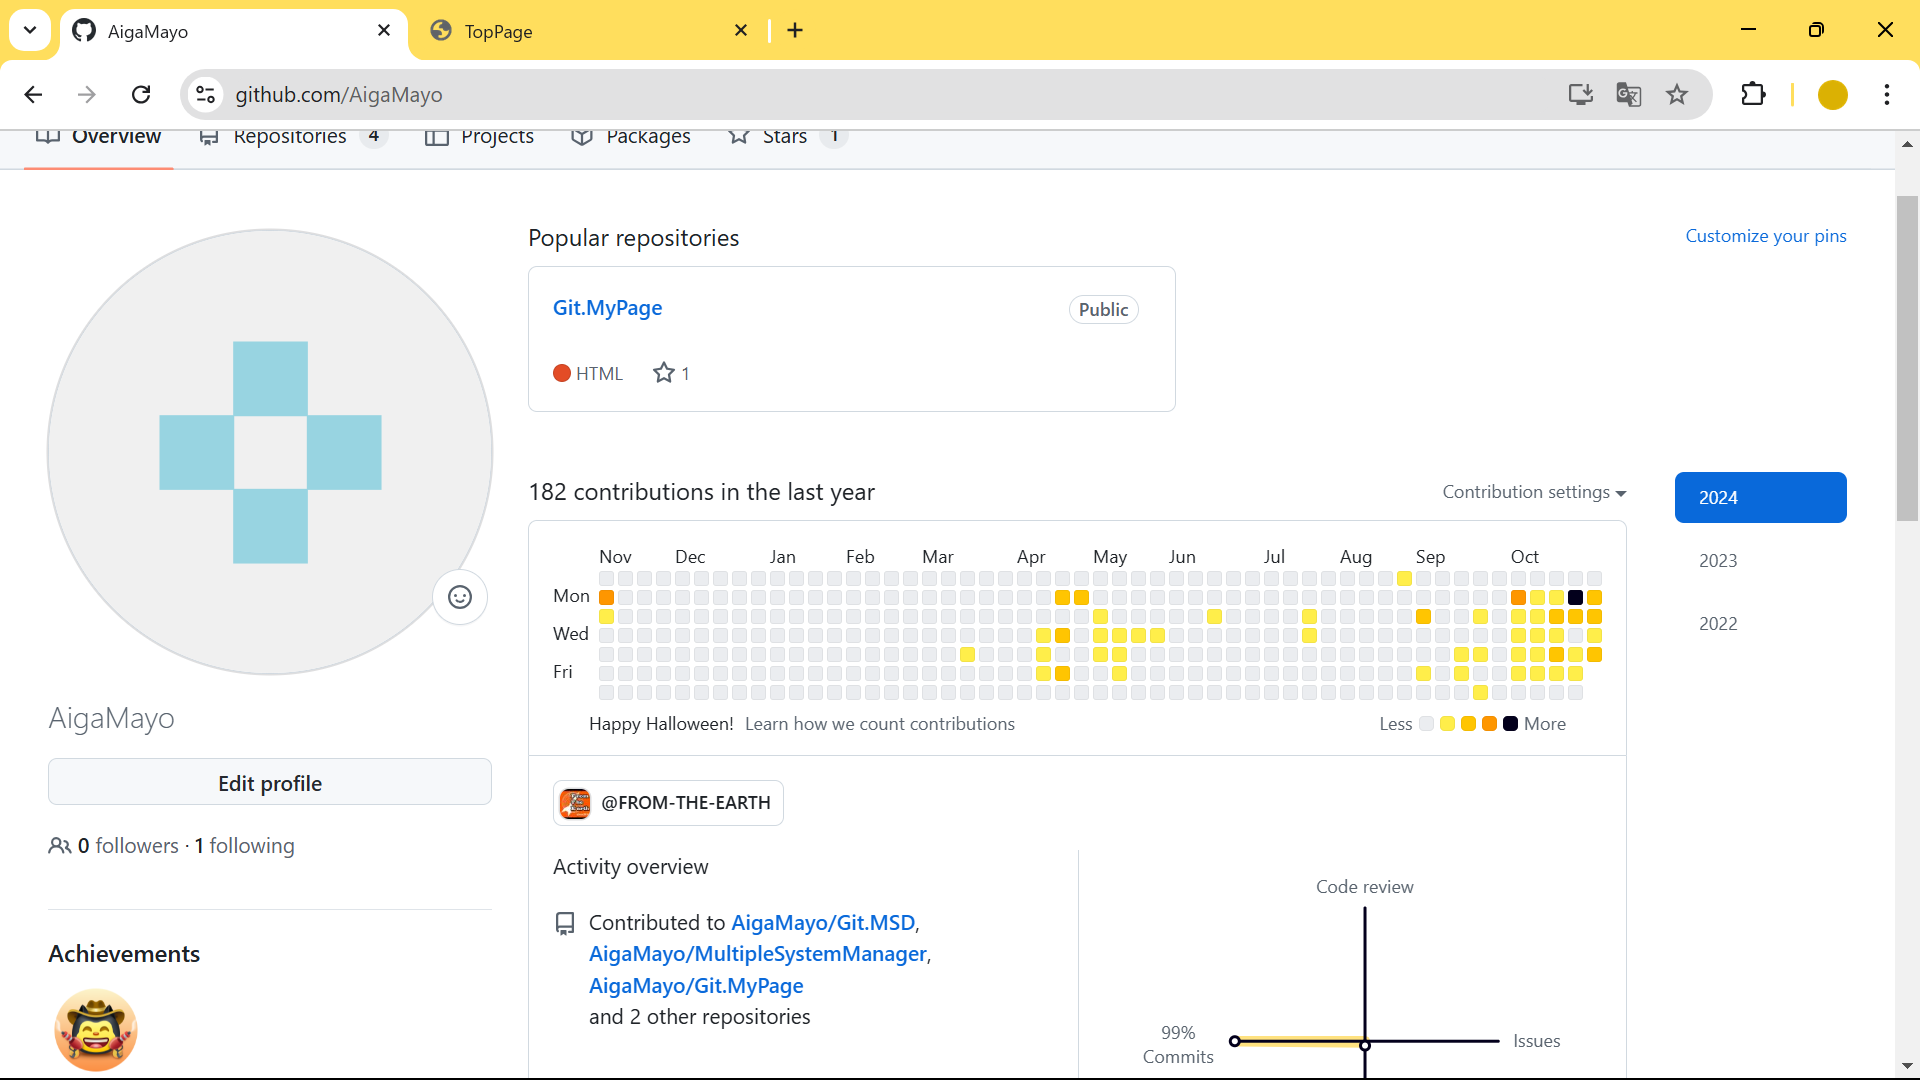 AigaMayo
TopPage
github.com/AigaMayo
Overview
Repositories 4
Projects
Packages
Stars 1
Popular repositories
Customize your pins
Git.MyPage
Public
HTML
1
182 contributions in the last year
Contribution settings
2024
2023
2022
Nov Dec Jan Feb Mar Apr May Jun Jul Aug Sep Oct
Mon
Wed
Fri
Happy Halloween! Learn how we count contributions
Less More
AigaMayo
Edit profile
0 followers · 1 following
Achievements
@FROM-THE-EARTH
Activity overview
Contributed to AigaMayo/Git.MSD,
AigaMayo/MultipleSystemManager,
AigaMayo/Git.MyPage
and 2 other repositories
Code review
99%
Commits
Issues